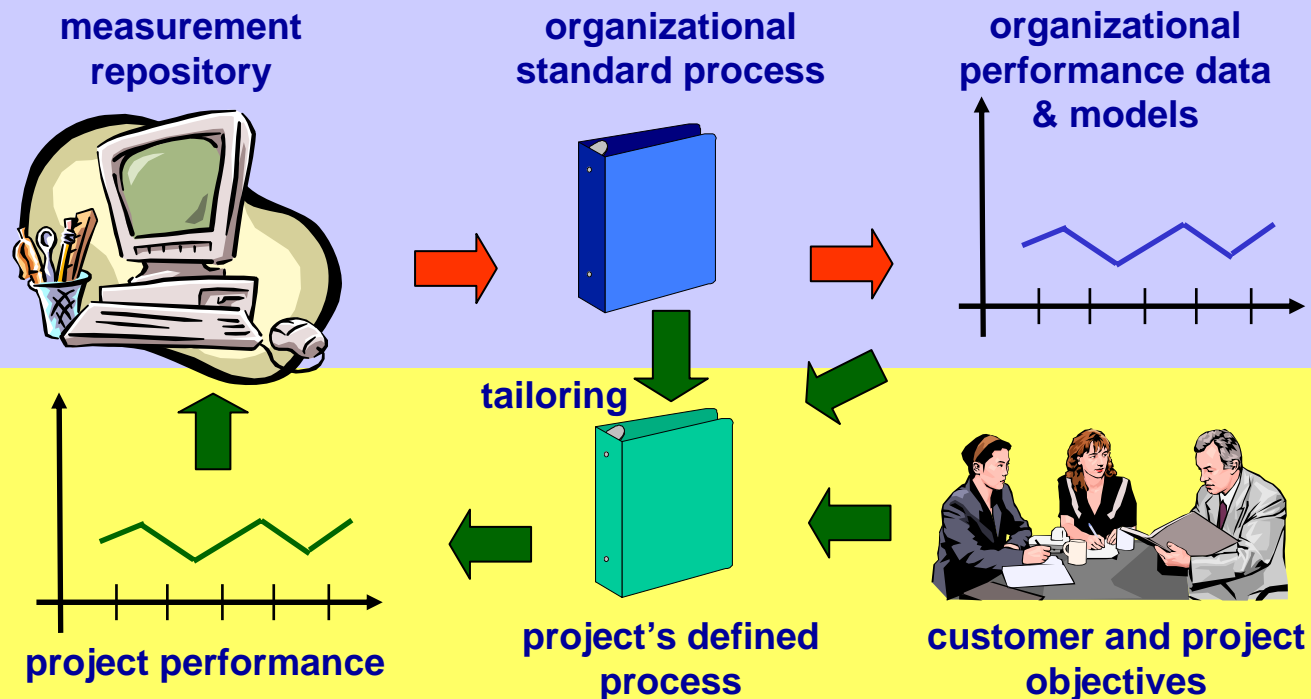 measurement
repository
organizational
standard process
organizational
performance data
& models
tailoring
project performance
project's defined
process
customer and project
objectives